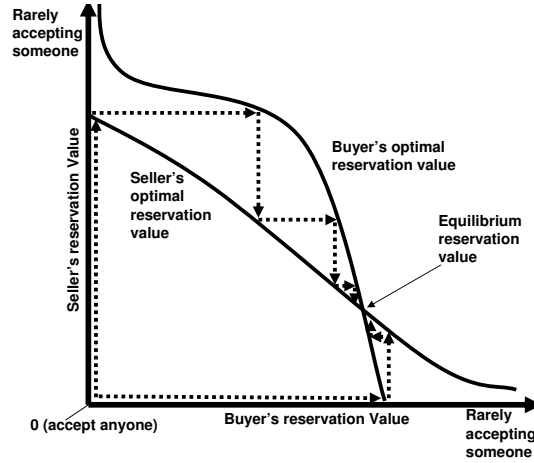 Rarely
accepting
someone
Seller's reservation Value
Buyer's optimal
reservation value
Seller's
optimal
reservation
value
Equilibrium
reservation
value
0 (accept anyone)
Buyer's reservation Value
Rarely
accepting
someone